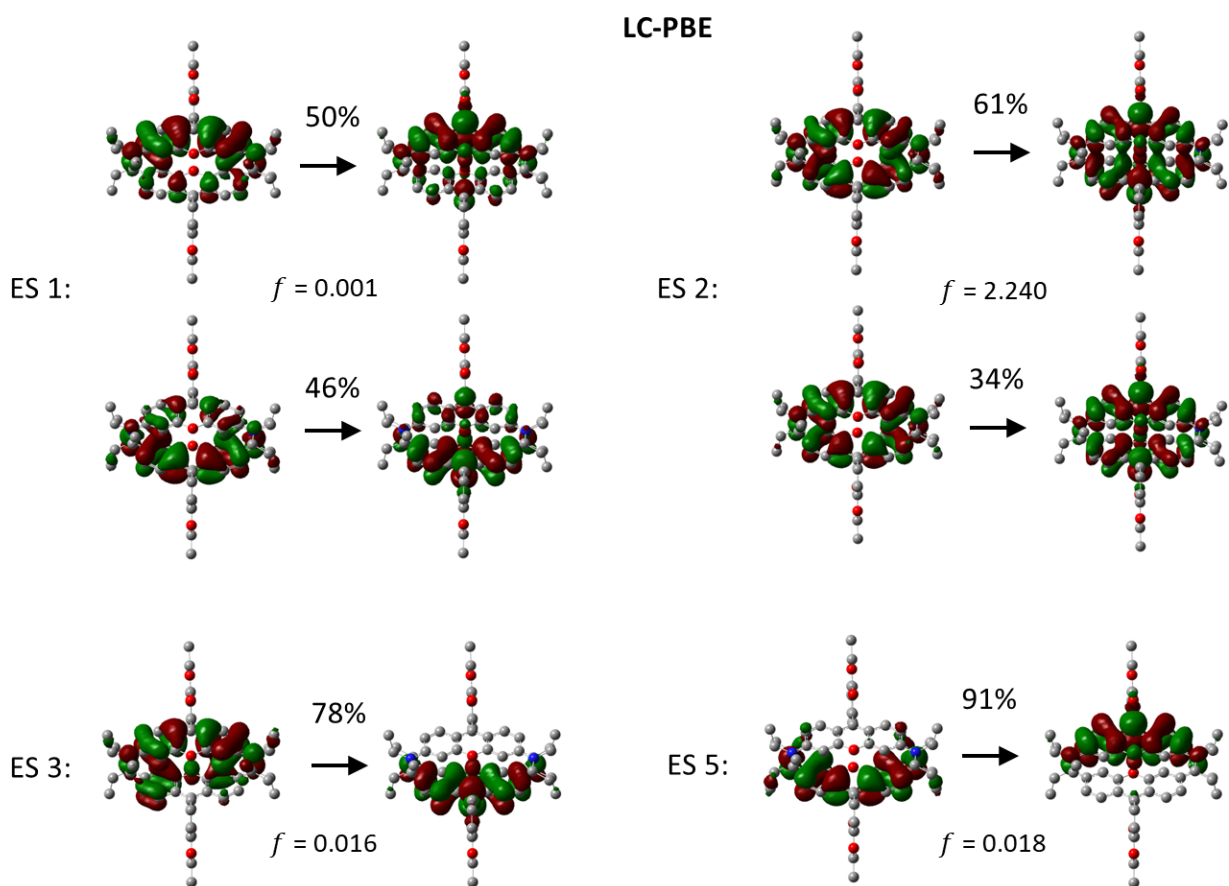 LC-PBE
50%
61%
ES 1:
f = 0.001
ES 2:
f = 2.240
46%
34%
78%
91%
ES 3:
f = 0.016
ES 5:
f = 0.018